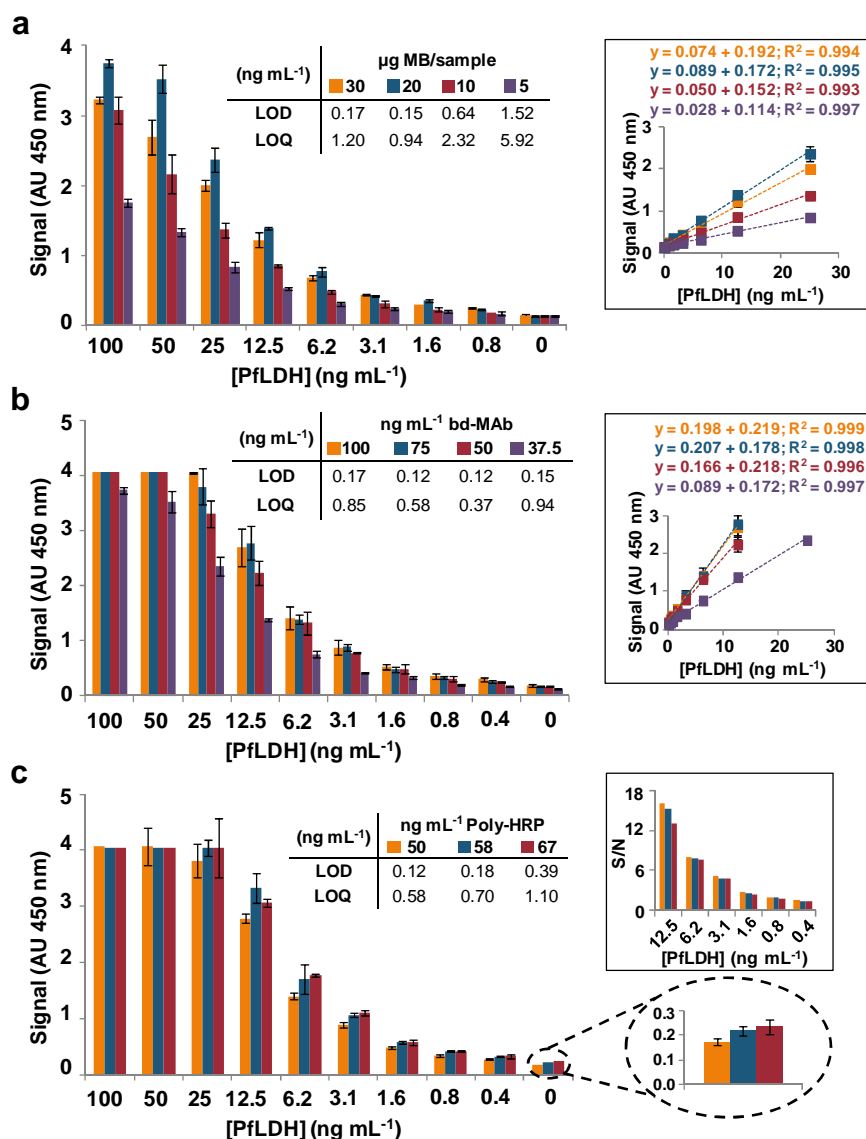 a
Signal (AU 450 nm)
4
3
2
1
0
100 50 25 12.5 6.2 3.1 1.6 0.8 0
[PfLDH] (ng mL⁻¹)
(ng mL⁻¹) µg MB/sample
30 20 10 5
LOD 0.17 0.15 0.64 1.52
LOQ 1.20 0.94 2.32 5.92
y = 0.074 + 0.192; R² = 0.994
y = 0.089 + 0.172; R² = 0.995
y = 0.050 + 0.152; R² = 0.993
y = 0.028 + 0.114; R² = 0.997
Signal (AU 450 nm)
3
2
1
0
0 10 20 30
[PfLDH] (ng mL⁻¹)
b
Signal (AU 450 nm)
5
4
3
2
1
0
100 50 25 12.5 6.2 3.1 1.6 0.8 0.4 0
[PfLDH] (ng mL⁻¹)
(ng mL⁻¹) ng mL⁻¹ bd-MAb
100 75 50 37.5
LOD 0.17 0.12 0.12 0.15
LOQ 0.85 0.58 0.37 0.94
y = 0.198 + 0.219; R² = 0.999
y = 0.207 + 0.178; R² = 0.998
y = 0.166 + 0.218; R² = 0.996
y = 0.089 + 0.172; R² = 0.997
Signal (AU 450 nm)
3
2
1
0
0 10 20 30
[PfLDH] (ng mL⁻¹)
c
Signal (AU 450 nm)
5
4
3
2
1
0
100 50 25 12.5 6.2 3.1 1.6 0.8 0.4 0
[PfLDH] (ng mL⁻¹)
(ng mL⁻¹) ng mL⁻¹ Poly-HRP
50 58 67
LOD 0.12 0.18 0.39
LOQ 0.58 0.70 1.10
S/N
18
12
6
0
12.5 6.2 3.1 1.6 0.8 0.4
[PfLDH] (ng mL⁻¹)
0.3
0.2
0.1
0.0